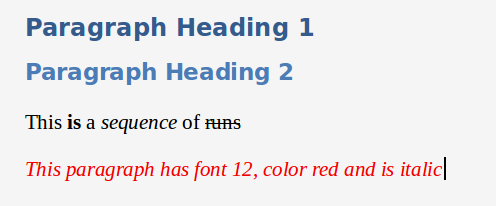 Paragraph Heading 1
Paragraph Heading 2
This is a sequence of runs
This paragraph has font 12, color red and is italic